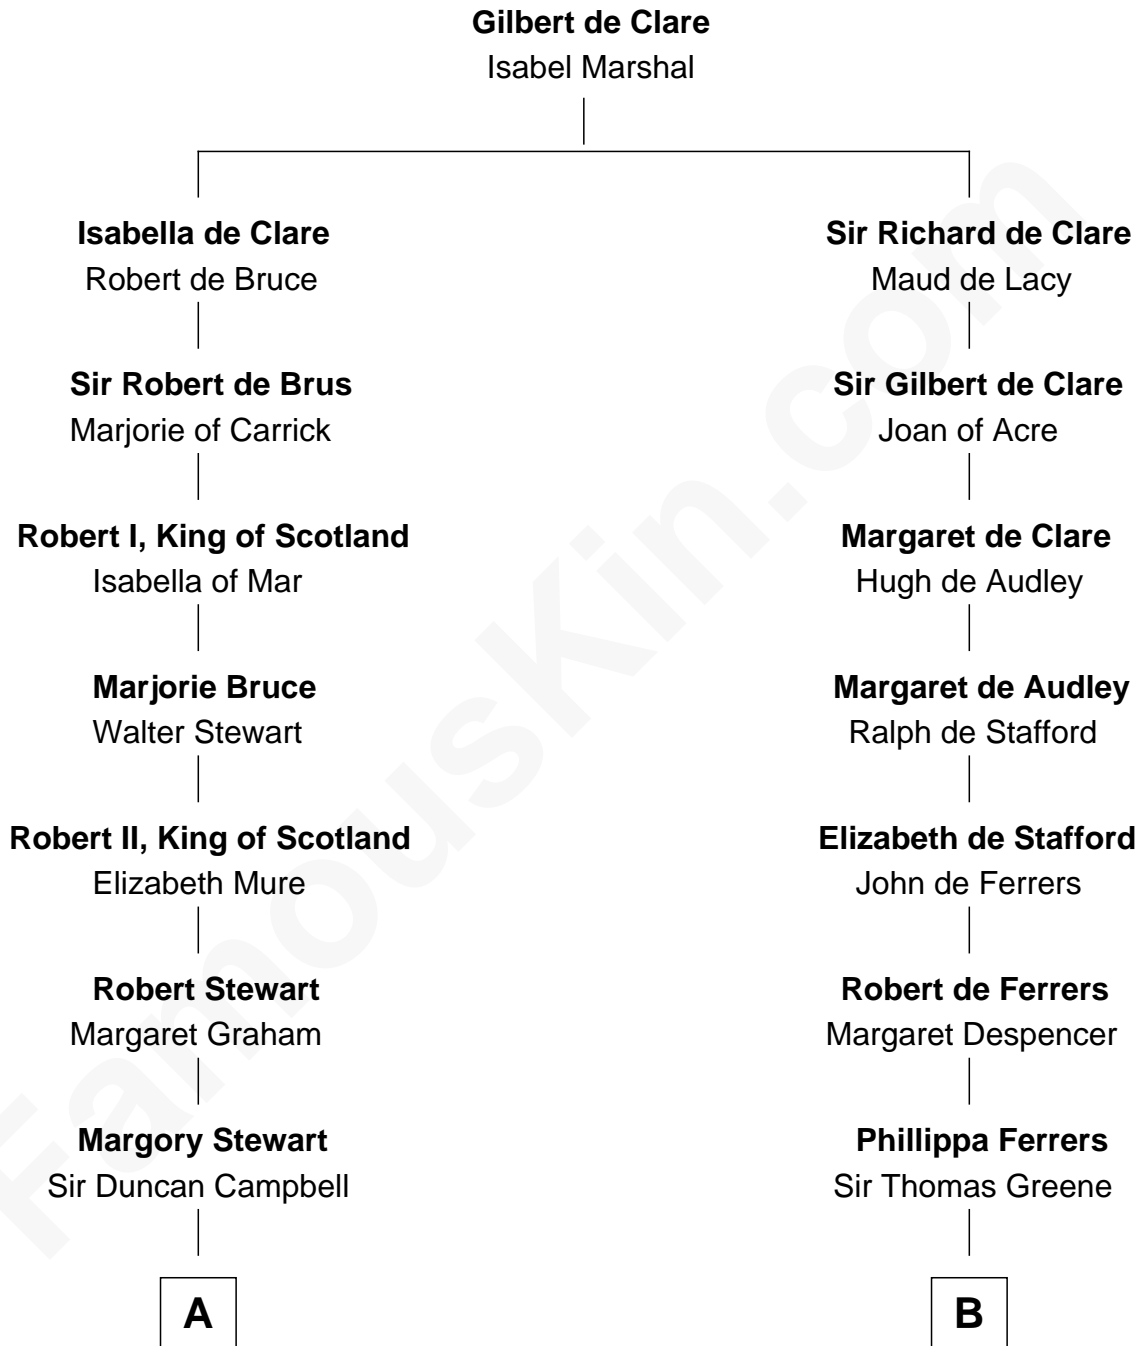 Gilbert de Clare
Isabel Marshal
Isabella de Clare
Robert de Bruce
Sir Richard de Clare
Maud de Lacy
Sir Robert de Brus
Marjorie of Carrick
Sir Gilbert de Clare
Joan of Acre
Robert I, King of Scotland
Isabella of Mar
Margaret de Clare
Hugh de Audley
Marjorie Bruce
Walter Stewart
Margaret de Audley
Ralph de Stafford
Robert II, King of Scotland
Elizabeth Mure
Elizabeth de Stafford
John de Ferrers
Robert Stewart
Margaret Graham
Robert de Ferrers
Margaret Despencer
Margory Stewart
Sir Duncan Campbell
Phillippa Ferrers
Sir Thomas Greene
A
B
FamousKin.com